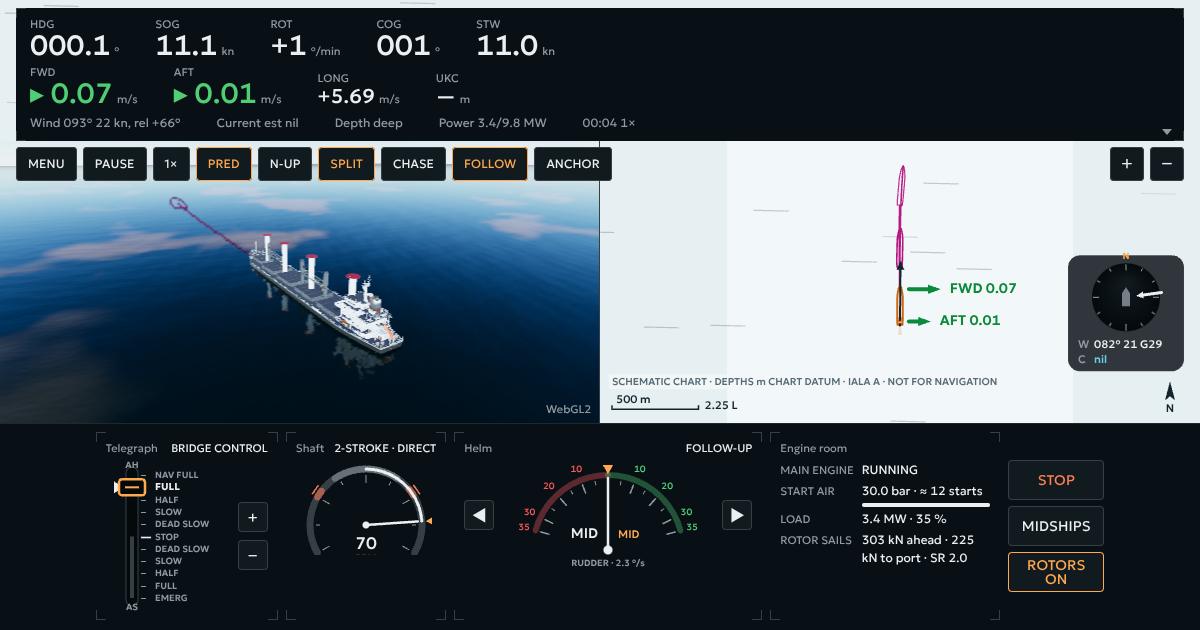 HDG SOG ROT COG STW
000.1 ° 11.1 kn +1 °/min 001 ° 11.0 kn
FWD AFT LONG UKC
▶ 0.07 m/s ▶ 0.01 m/s +5.69 m/s — m
Wind 093° 22 kn, rel +66° Current est nil Depth deep Power 3.4/9.8 MW 00:04 1×
MENU PAUSE 1× PRED N-UP SPLIT CHASE FOLLOW ANCHOR + −
N
FWD 0.07
AFT 0.01
W 082° 21 G29
C nil
SCHEMATIC CHART · DEPTHS m CHART DATUM · IALA A · NOT FOR NAVIGATION
500 m
2.25 L
N
WebGL2
Telegraph BRIDGE CONTROL
AH
NAV FULL
FULL
HALF
SLOW
DEAD SLOW
STOP
DEAD SLOW
SLOW
HALF
FULL
EMERG
AS
+
−
Shaft 2-STROKE · DIRECT
70
Helm FOLLOW-UP
10 10
20 20
30 30
35 35
MID MID
RUDDER · 2.3 °/s
Engine room
MAIN ENGINE RUNNING
START AIR 30.0 bar · ≈ 12 starts
LOAD 3.4 MW · 35 %
ROTOR SAILS 303 kN ahead · 225
kN to port · SR 2.0
STOP
MIDSHIPS
ROTORS
ON